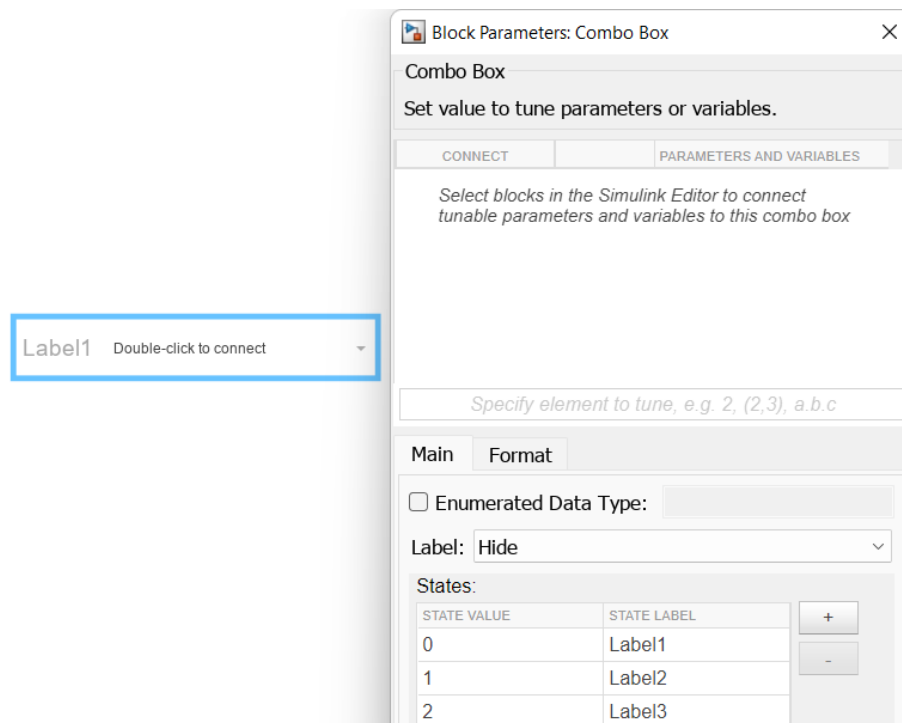 Block Parameters: Combo Box
Combo Box
Set value to tune parameters or variables.
CONNECT PARAMETERS AND VARIABLES
Select blocks in the Simulink Editor to connect
tunable parameters and variables to this combo box
Label1 Double-click to connect
Specify element to tune, e.g. 2, (2,3), a.b.c
Main Format
Enumerated Data Type:
Label: Hide
States:
STATE VALUE STATE LABEL +
0 Label1
-
1 Label2
2 Label3